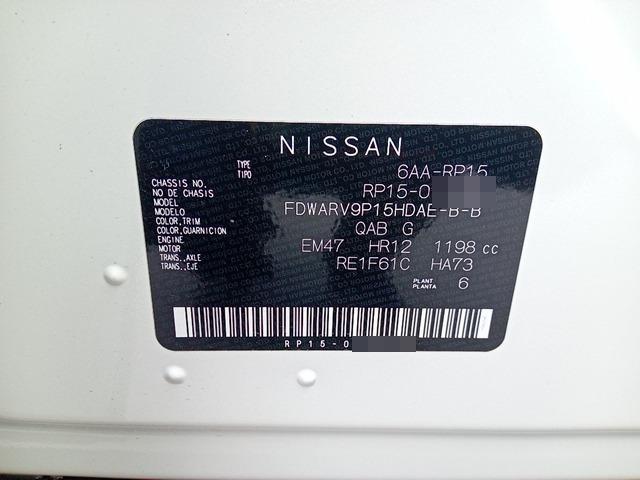 NISSAN
TYPE
TIPO
6AA-RP15
CHASSIS NO.
NO DE CHASSIS
RP15-0
MODEL
MODELO
FDWARV9P15HDAE-B-B
COLOR, TRIM
COLOR, GUARNICION
QAB G
ENGINE
MOTOR
EM47 HR12 1198 cc
TRANS., AXLE
TRANS., EJE
RE1F61C HA73
PLANT
PLANTA
6
RP15-0